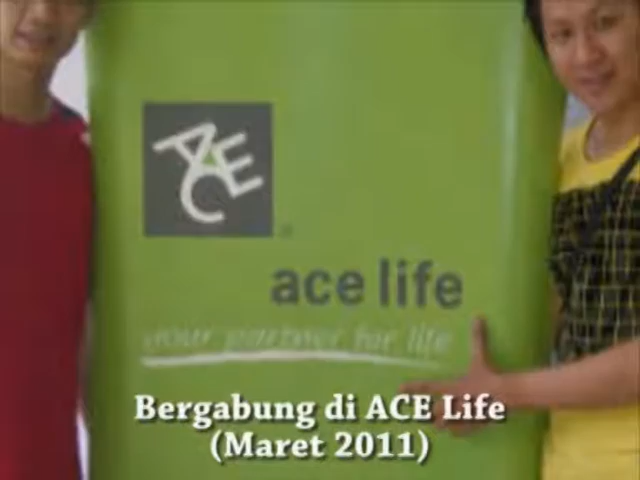 ACE
ace life
your partner for life
Bergabung di ACE Life
(Maret 2011)